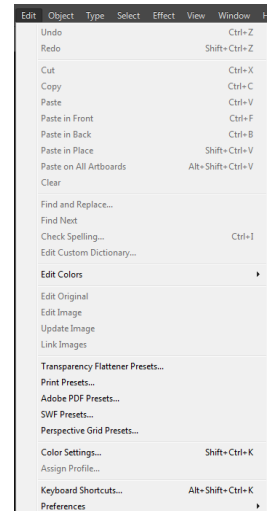 Edit Object Type Select Effect View Window H
Undo Ctrl+Z
Redo Shift+Ctrl+Z
Cut Ctrl+X
Copy Ctrl+C
Paste Ctrl+V
Paste in Front Ctrl+F
Paste in Back Ctrl+B
Paste in Place Shift+Ctrl+V
Paste on All Artboards Alt+Shift+Ctrl+V
Clear
Find and Replace...
Find Next
Check Spelling... Ctrl+I
Edit Custom Dictionary...
Edit Colors
Edit Original
Edit Image
Update Image
Link Images
Transparency Flattener Presets...
Print Presets...
Adobe PDF Presets...
SWF Presets...
Perspective Grid Presets...
Color Settings... Shift+Ctrl+K
Assign Profile...
Keyboard Shortcuts... Alt+Shift+Ctrl+K
Preferences